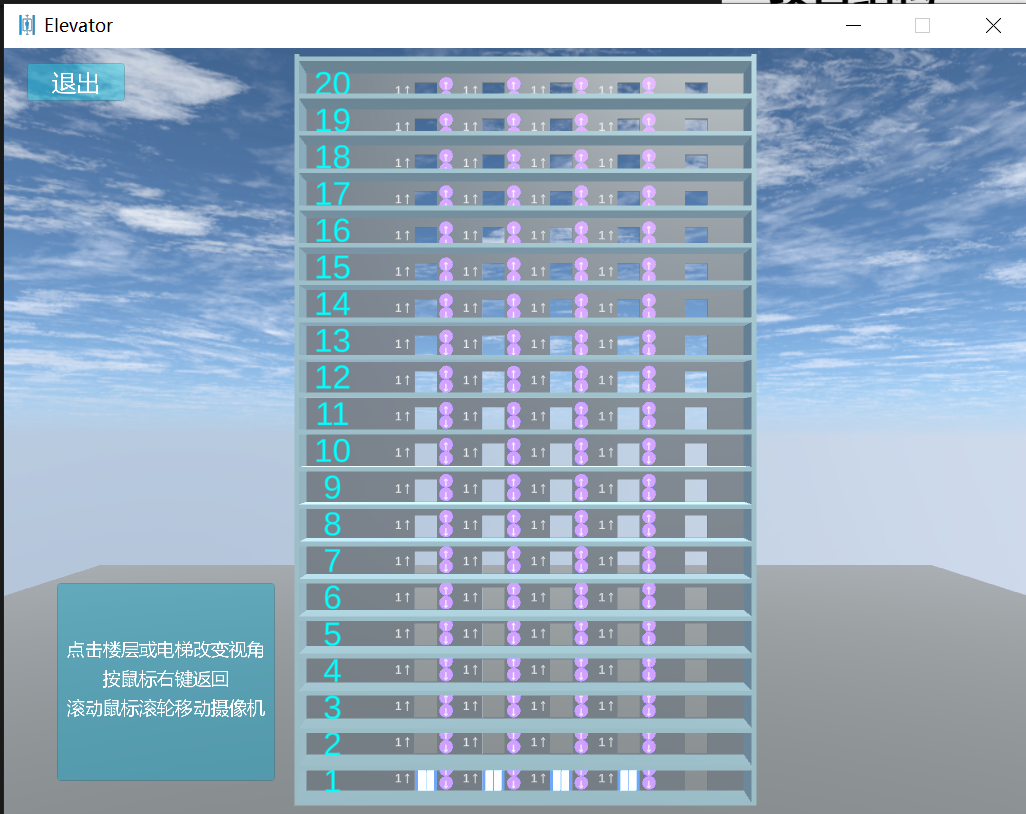 Elevator
退出
20 1↑ 1↑ 1↑ 1↑
19 1↑ 1↑ 1↑ 1↑
18 1↑ 1↑ 1↑ 1↑
17 1↑ 1↑ 1↑ 1↑
16 1↑ 1↑ 1↑ 1↑
15 1↑ 1↑ 1↑ 1↑
14 1↑ 1↑ 1↑ 1↑
13 1↑ 1↑ 1↑ 1↑
12 1↑ 1↑ 1↑ 1↑
11 1↑ 1↑ 1↑ 1↑
10 1↑ 1↑ 1↑ 1↑
9 1↑ 1↑ 1↑ 1↑
8 1↑ 1↑ 1↑ 1↑
7 1↑ 1↑ 1↑ 1↑
6 1↑ 1↑ 1↑ 1↑
5 1↑ 1↑ 1↑ 1↑
4 1↑ 1↑ 1↑ 1↑
3 1↑ 1↑ 1↑ 1↑
2 1↑ 1↑ 1↑ 1↑
1 1↑ 1↑ 1↑ 1↑
点击楼层或电梯改变视角
按鼠标右键返回
滚动鼠标滚轮移动摄像机